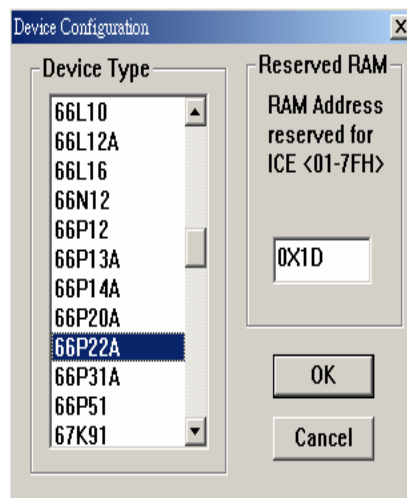 Device Configuration
Device Type
66L10
66L12A
66L16
66N12
66P12
66P13A
66P14A
66P20A
66P22A
66P31A
66P51
67K91
Reserved RAM
RAM Address
reserved for
ICE <01-7FH>
0X1D
OK
Cancel